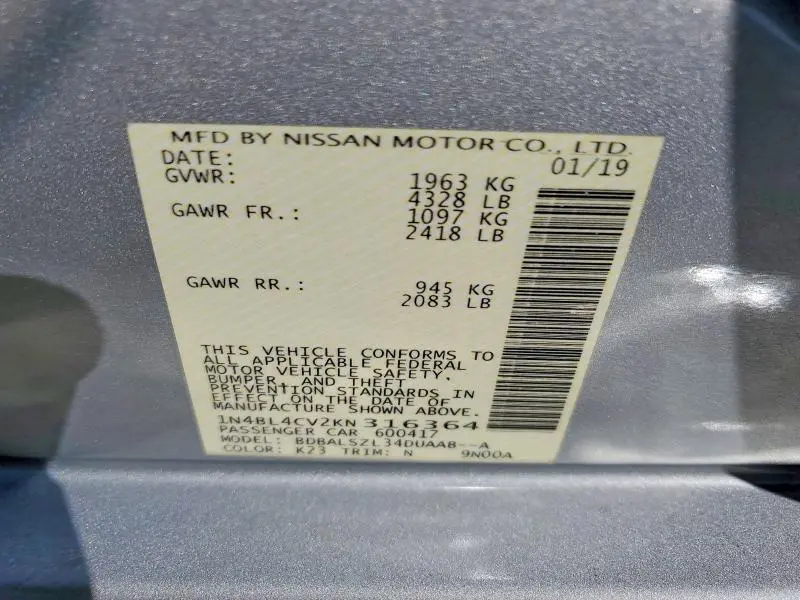 MFD BY NISSAN MOTOR CO., LTD.
DATE: 01/19
GVWR: 1963 KG
4328 LB
GAWR FR.: 1097 KG
2418 LB
GAWR RR.: 945 KG
2083 LB
THIS VEHICLE CONFORMS TO
ALL APPLICABLE FEDERAL
MOTOR VEHICLE SAFETY,
BUMPER, AND THEFT
PREVENTION STANDARDS IN
EFFECT ON THE DATE OF
MANUFACTURE SHOWN ABOVE.
1N4BL4CV2KN316364
PASSENGER CAR 600417
MODEL: BDBALSZL34DUAAB--A
COLOR: K23 TRIM: N 9N00A